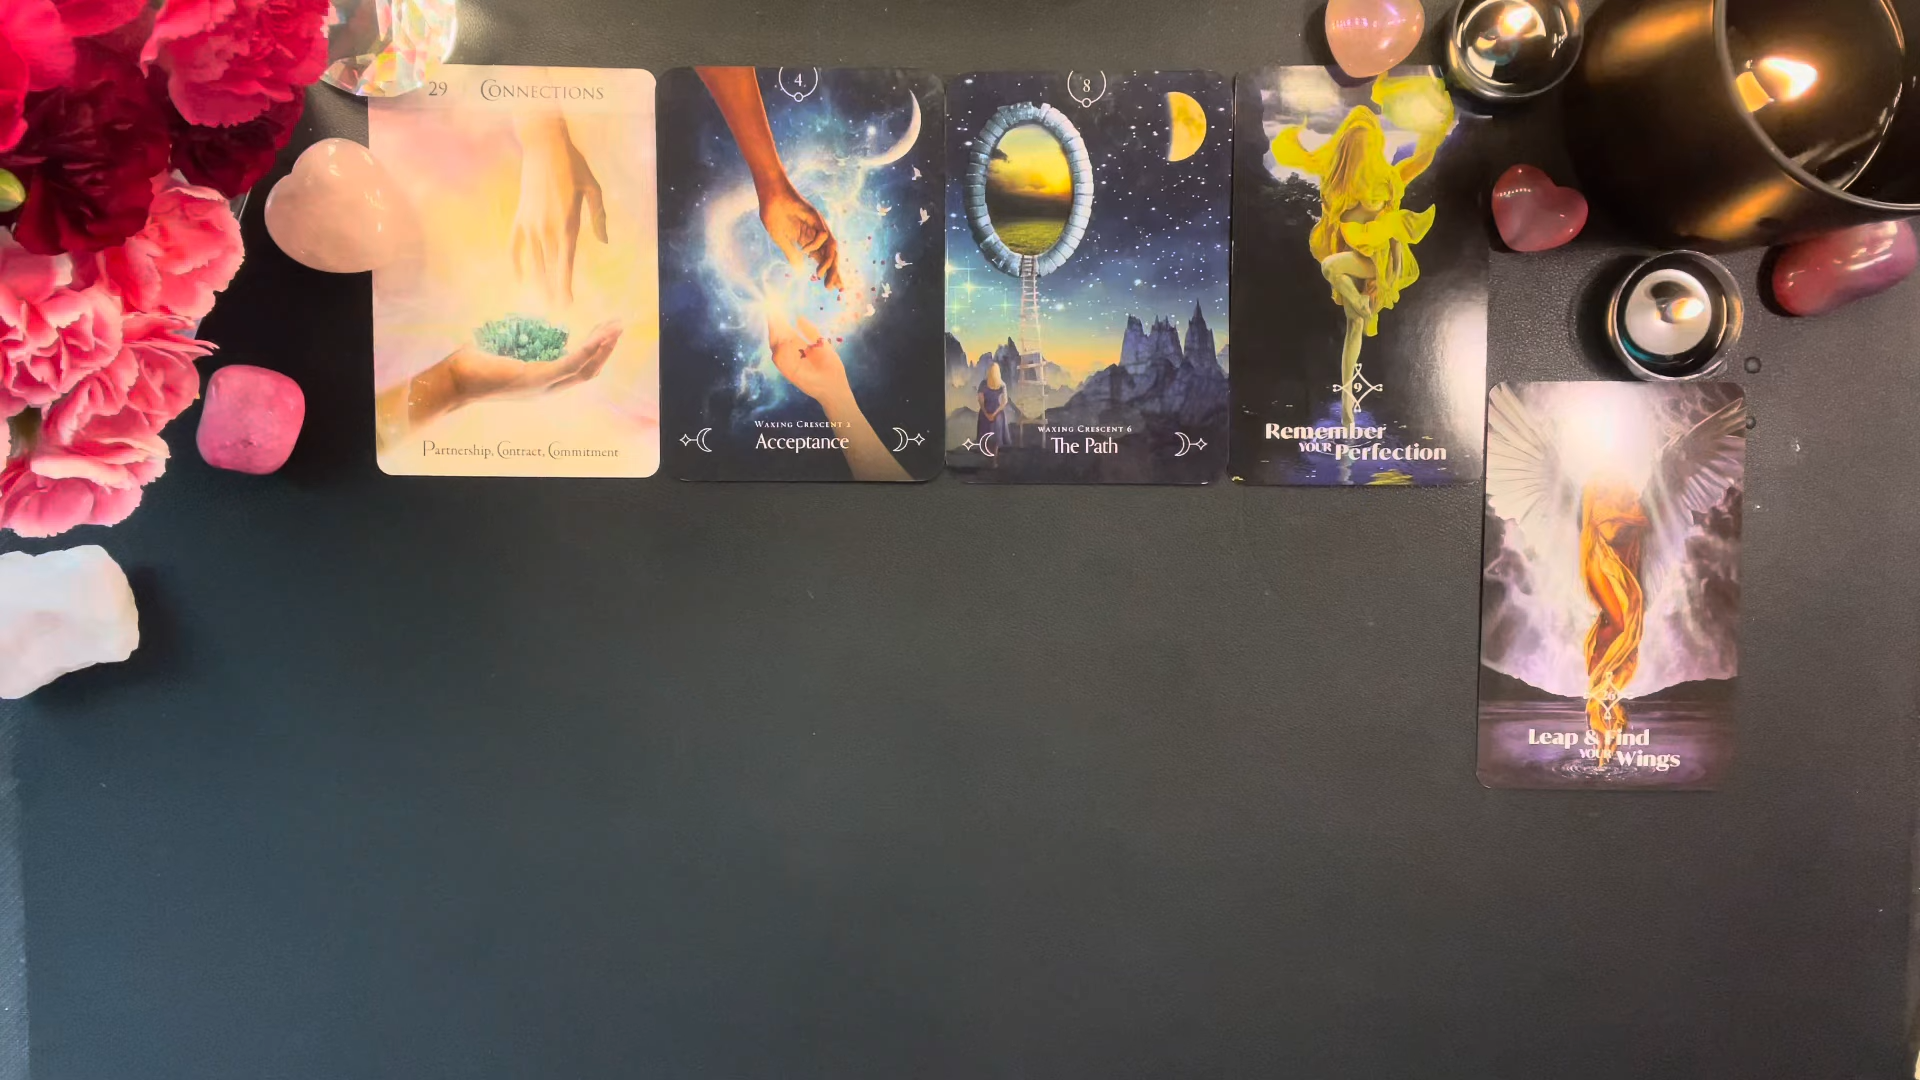 29 CONNECTIONS
Partnership, Contract, Commitment
4
WAXING CRESCENT 2
Acceptance
8
WAXING CRESCENT 6
The Path
9
Remember
YOUR Perfection
Leap & Find
YOUR Wings